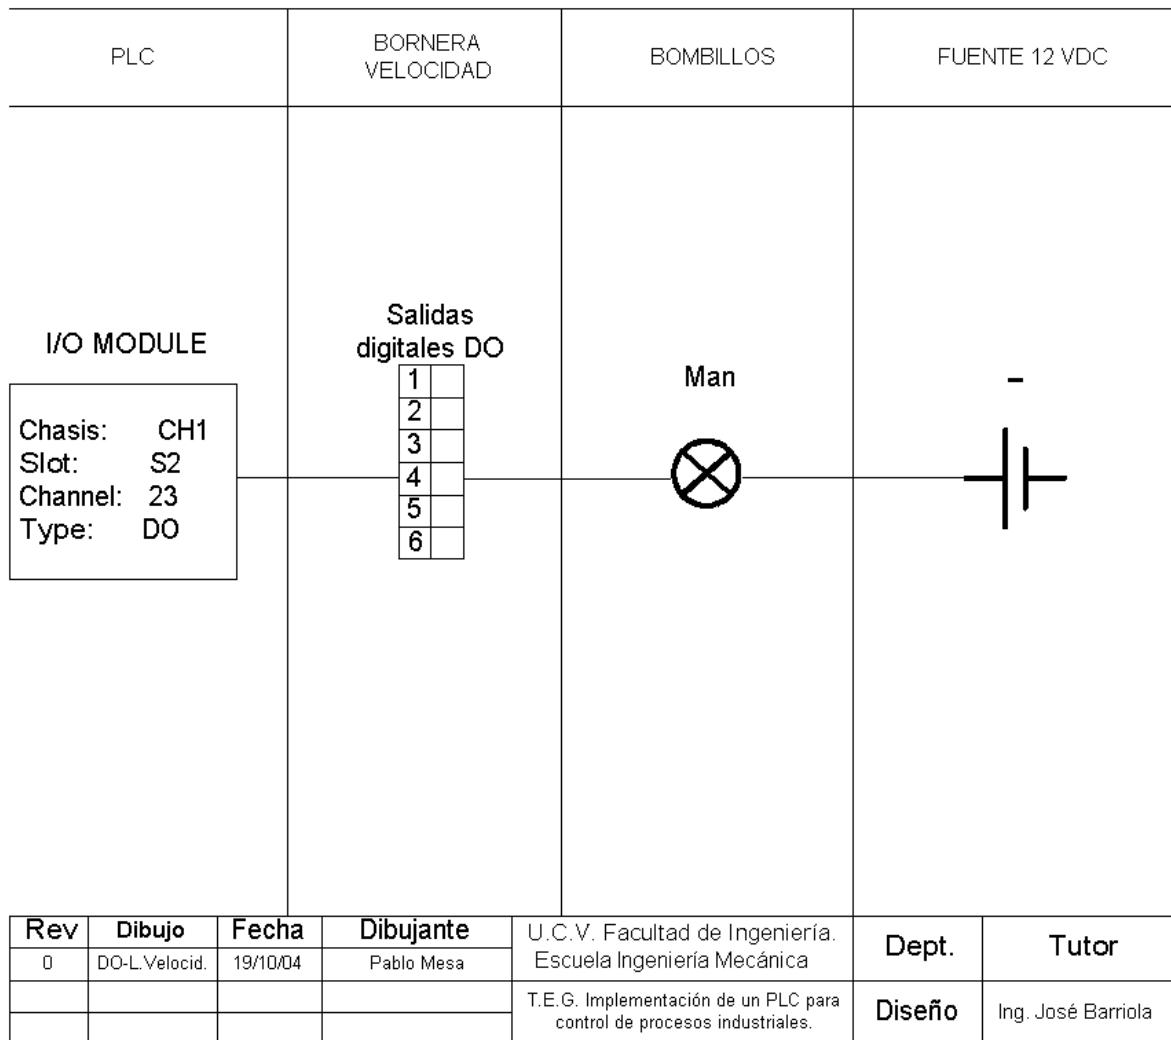 PLC
BORNERA
VELOCIDAD
BOMBILLOS
FUENTE 12 VDC
I/O MODULE
Chasis: CH1
Slot: S2
Channel: 23
Type: DO
Salidas
digitales DO
1
2
3
4
5
6
Man
-
Rev Dibujo Fecha Dibujante
0 DO-L.Velocid. 19/10/04 Pablo Mesa
U.C.V. Facultad de Ingeniería.
Escuela Ingeniería Mecánica
T.E.G. Implementación de un PLC para
control de procesos industriales.
Dept. Tutor
Diseño Ing. José Barriola